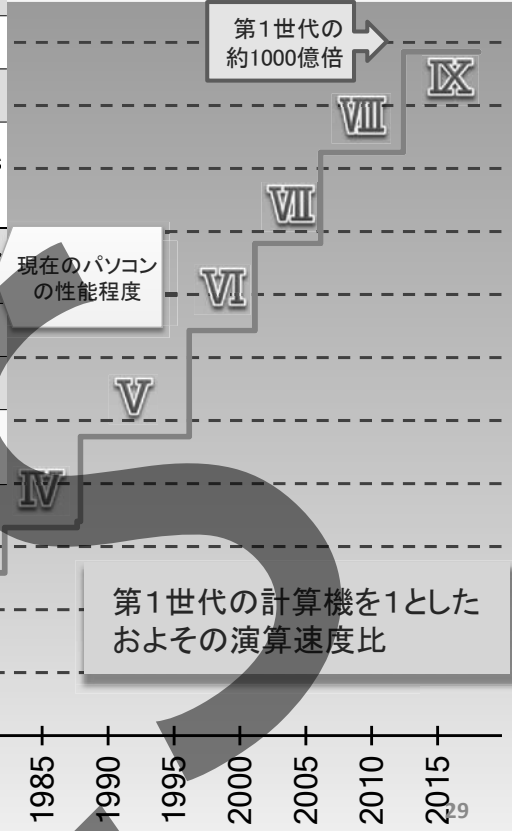 第1世代の
約1000億倍
Ⅸ
Ⅷ
Ⅶ
現在のパソコン
の性能程度
Ⅵ
Ⅴ
Ⅳ
第1世代の計算機を1とした
およその演算速度比
1985
1990
1995
2000
2005
2010
2015
29